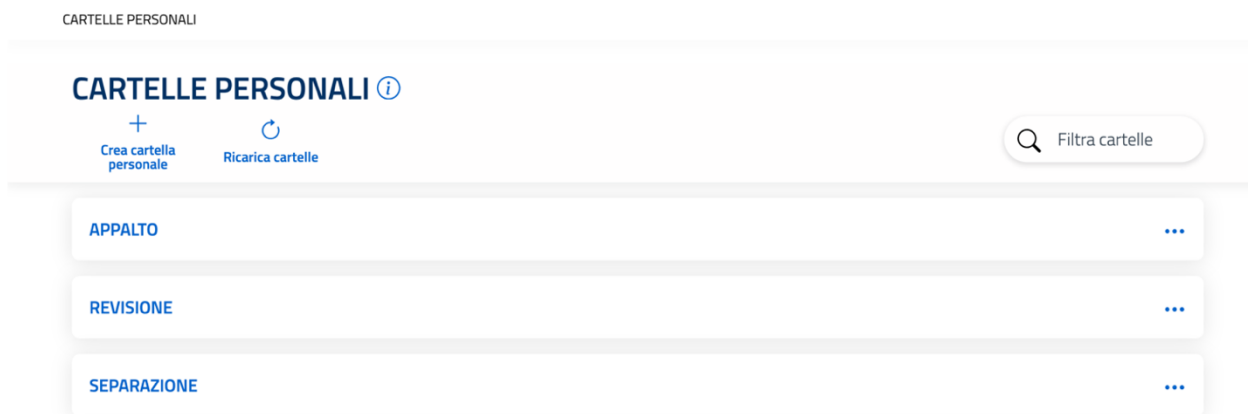 CARTELLE PERSONALI
CARTELLE PERSONALI
Crea cartella
personale
Ricarica cartelle
Filtra cartelle
APPALTO
REVISIONE
SEPARAZIONE